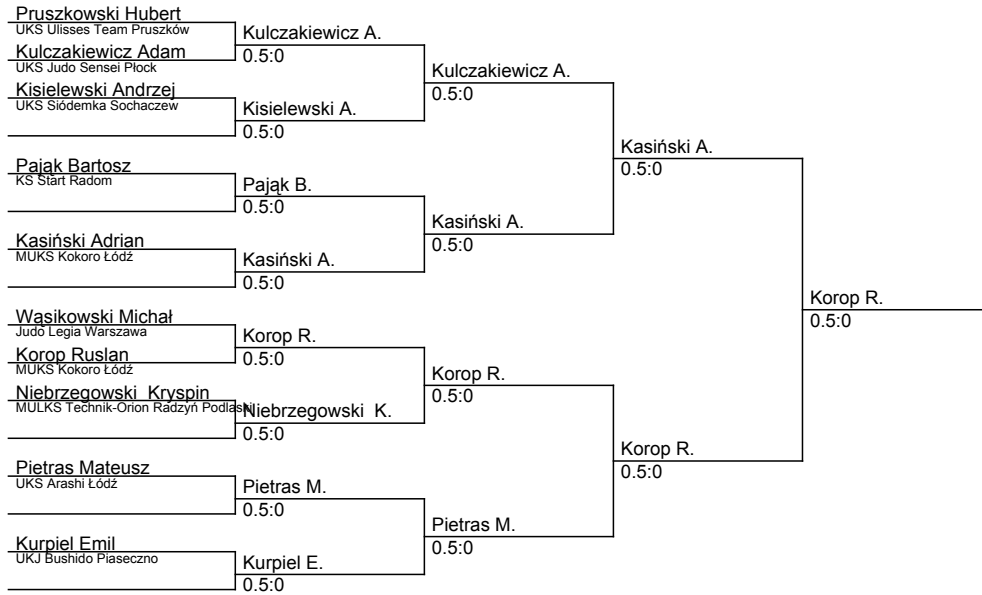 Pruszkowski Hubert
UKS Ulisses Team Pruszków
Kulczakiewicz Adam
UKS Judo Sensei Płock
Kisielewski Andrzej
UKS Siódemka Sochaczew
Pająk Bartosz
KS Start Radom
Kasiński Adrian
MUKS Kokoro Łódź
Wąsikowski Michał
Judo Legia Warszawa
Korop Ruslan
MUKS Kokoro Łódź
Niebrzegowski  Kryspin
MULKS Technik-Orion Radzyń Podlaski
Pietras Mateusz
UKS Arashi Łódź
Kurpiel Emil
UKJ Bushido Piaseczno
Kulczakiewicz A.
0.5:0
Kisielewski A.
0.5:0
Pająk B.
0.5:0
Kasiński A.
0.5:0
Korop R.
0.5:0
Niebrzegowski  K.
0.5:0
Pietras M.
0.5:0
Kurpiel E.
0.5:0
Kulczakiewicz A.
0.5:0
Kasiński A.
0.5:0
Korop R.
0.5:0
Pietras M.
0.5:0
Kasiński A.
0.5:0
Korop R.
0.5:0
Korop R.
0.5:0